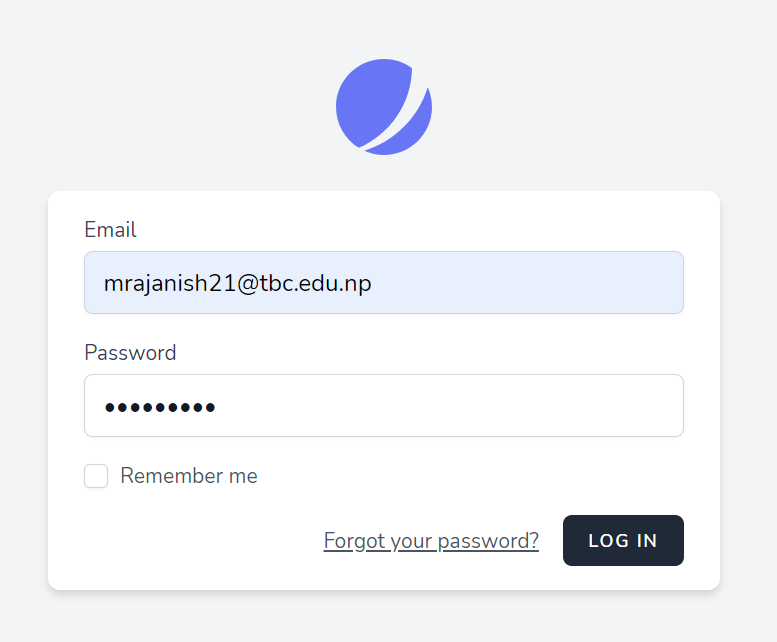 Email
mrajanish21@tbc.edu.np
Password
•••••••••
Remember me
Forgot your password? LOG IN